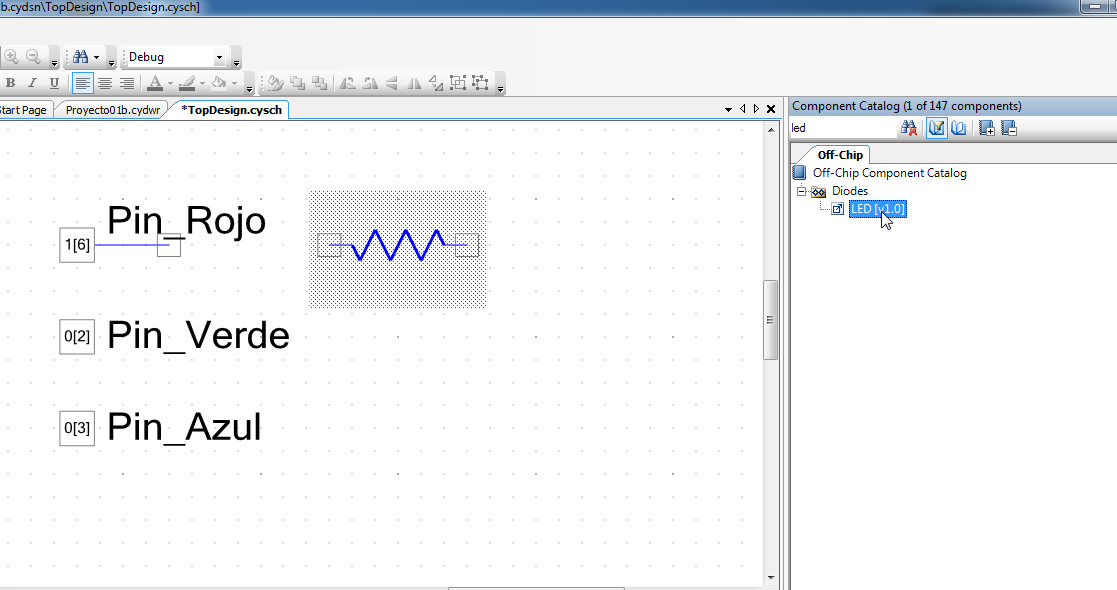 b.cydsn\TopDesign\TopDesign.cysch]
Debug
B I U A
Start Page Proyecto01b.cydwr *TopDesign.cysch
Component Catalog (1 of 147 components)
led
Off-Chip
Off-Chip Component Catalog
Diodes
LED [v1.0]
Pin_Rojo
1[6]
0[2] Pin_Verde
0[3] Pin_Azul